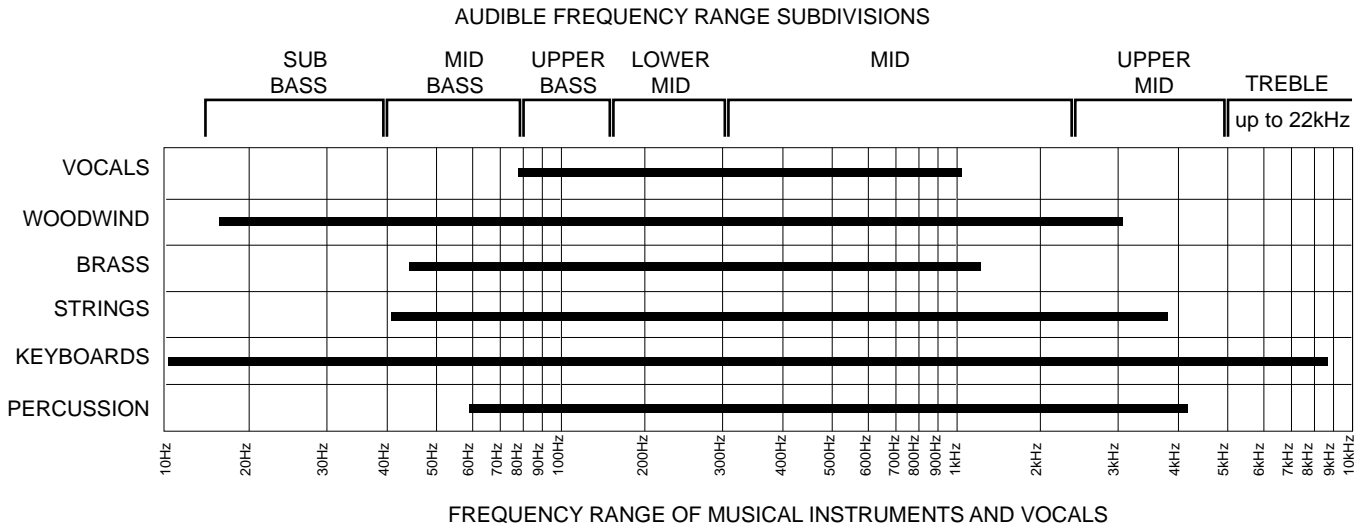 AUDIBLE FREQUENCY RANGE SUBDIVISIONS
SUB BASS
MID BASS
UPPER BASS
LOWER MID
MID
UPPER MID
TREBLE
up to 22kHz
VOCALS
WOODWIND
BRASS
STRINGS
KEYBOARDS
PERCUSSION
10Hz 20Hz 30Hz 40Hz 50Hz 60Hz 70Hz 80Hz 90Hz 100Hz 200Hz 300Hz 400Hz 500Hz 600Hz 700Hz 800Hz 900Hz 1kHz 2kHz 3kHz 4kHz 5kHz 6kHz 7kHz 8kHz 9kHz 10kHz
FREQUENCY RANGE OF MUSICAL INSTRUMENTS AND VOCALS